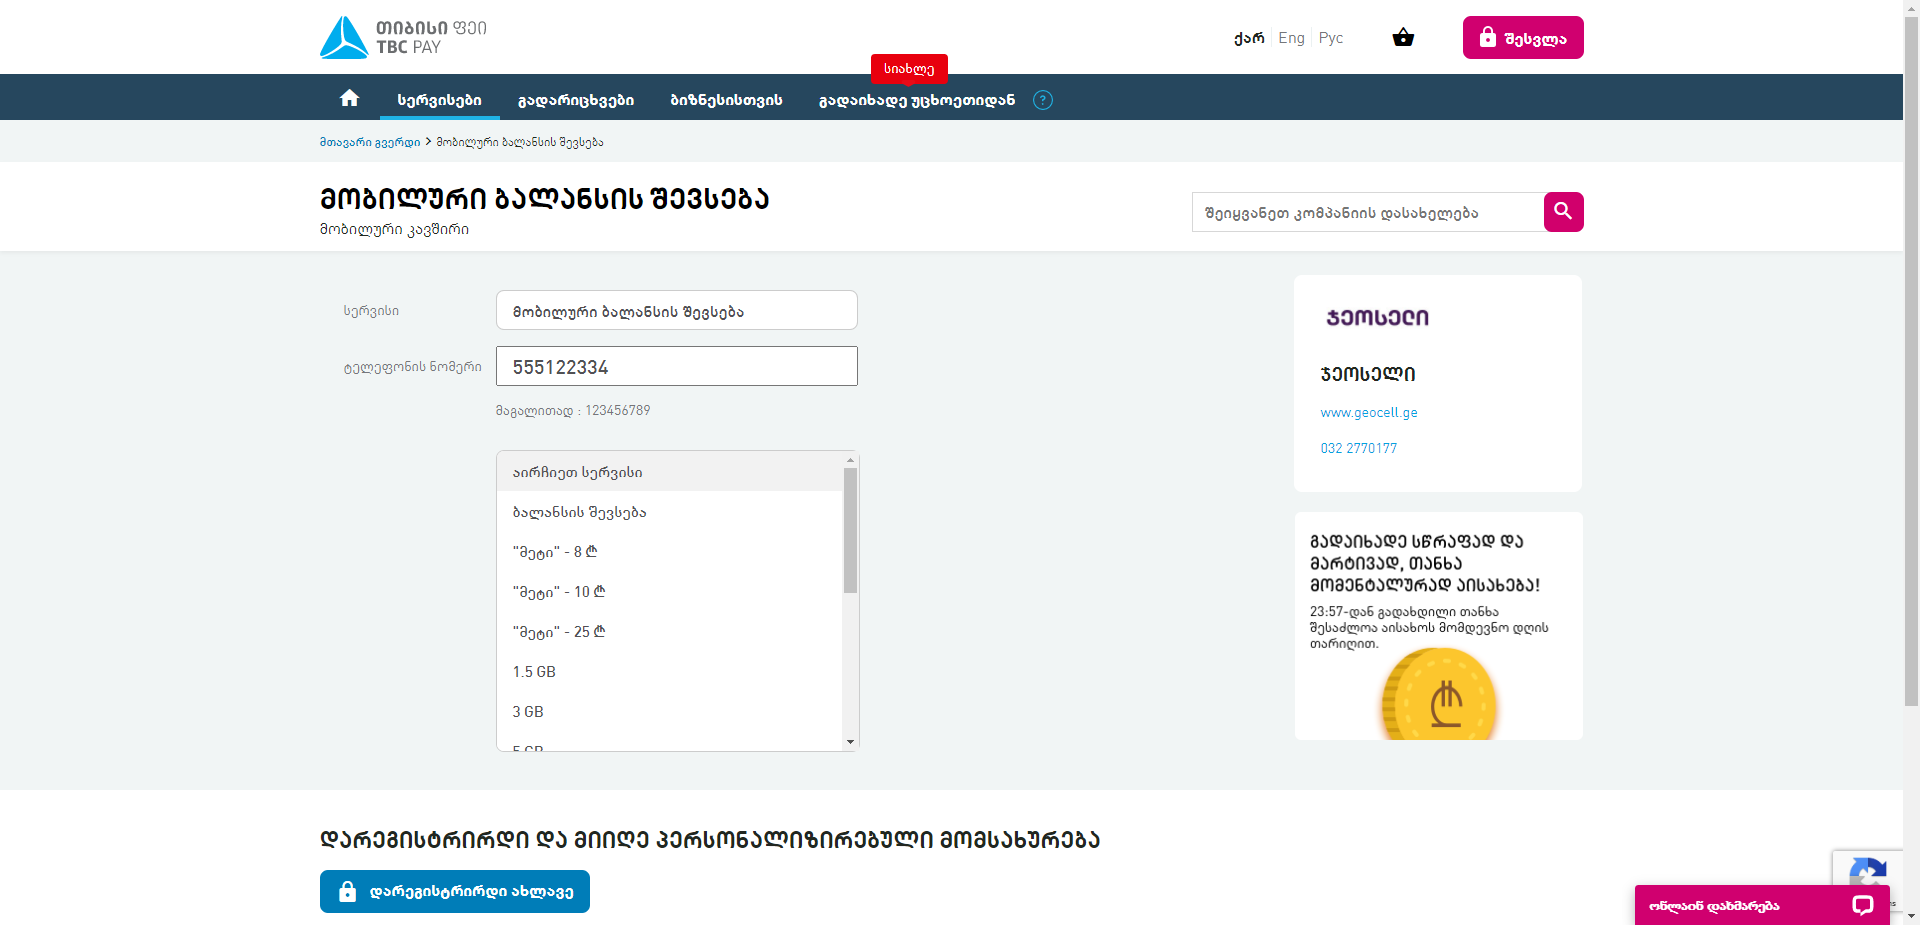 თიბისი ფეი
TBC PAY
ქარ Eng Рус
შესვლა
სიახლე
სერვისები გადარიცხვები ბიზნესისთვის გადაიხადე უცხოეთიდან ?
მთავარი გვერდი > მობილური ბალანსის შევსება
მობილური ბალანსის შევსება
მობილური კავშირი
შეიყვანეთ კომპანიის დასახელება
სერვისი
მობილური ბალანსის შევსება
ტელეფონის ნომერი
555122334
მაგალითად : 123456789
აირჩიეთ სერვისი
ბალანსის შევსება
"მეტი" - 8 ₾
"მეტი" - 10 ₾
"მეტი" - 25 ₾
1.5 GB
3 GB
5 GB
ჯეოსელი
ჯეოსელი
www.geocell.ge
032 2770177
გადაიხადე სწრაფად და
მარტივად, თანხა
მომენტალურად აისახება!
23:57-დან გადახდილი თანხა
შესაძლოა აისახოს მომდევნო დღის
თარიღით.
₾
დარეგისტრირდი და მიიღე პერსონალიზირებული მომსახურება
დარეგისტრირდი ახლავე
ონლაინ დახმარება